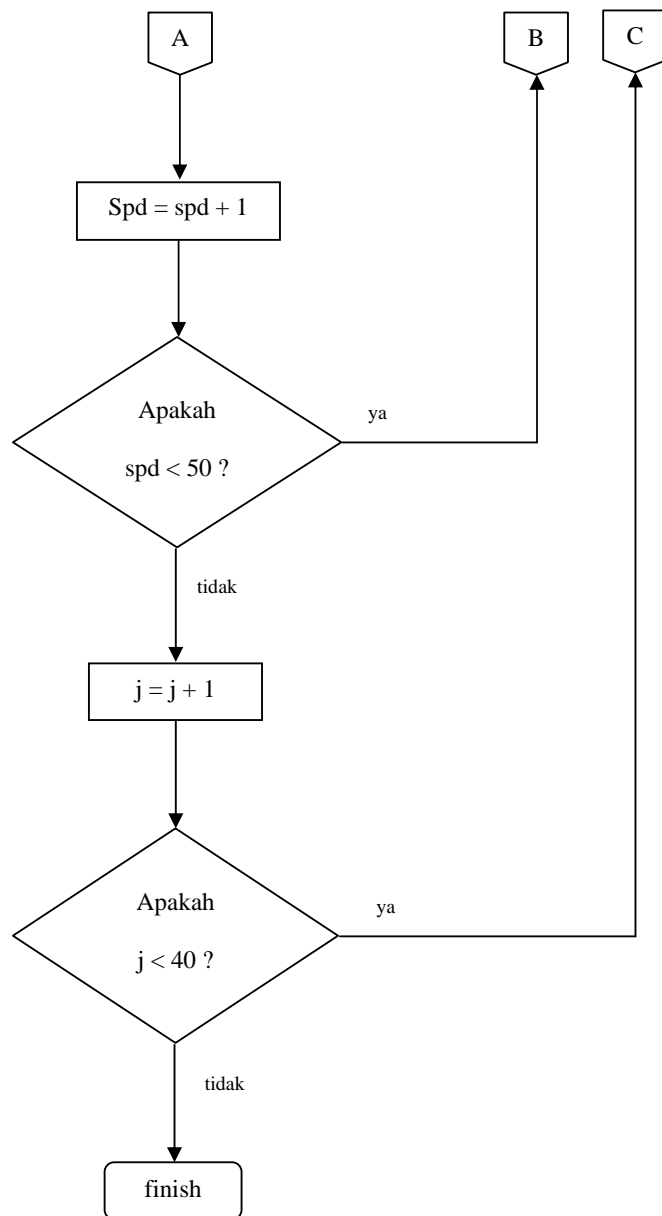 A
B
C
Spd = spd + 1
Apakah
spd < 50 ?
ya
tidak
j = j + 1
Apakah
j < 40 ?
ya
tidak
finish